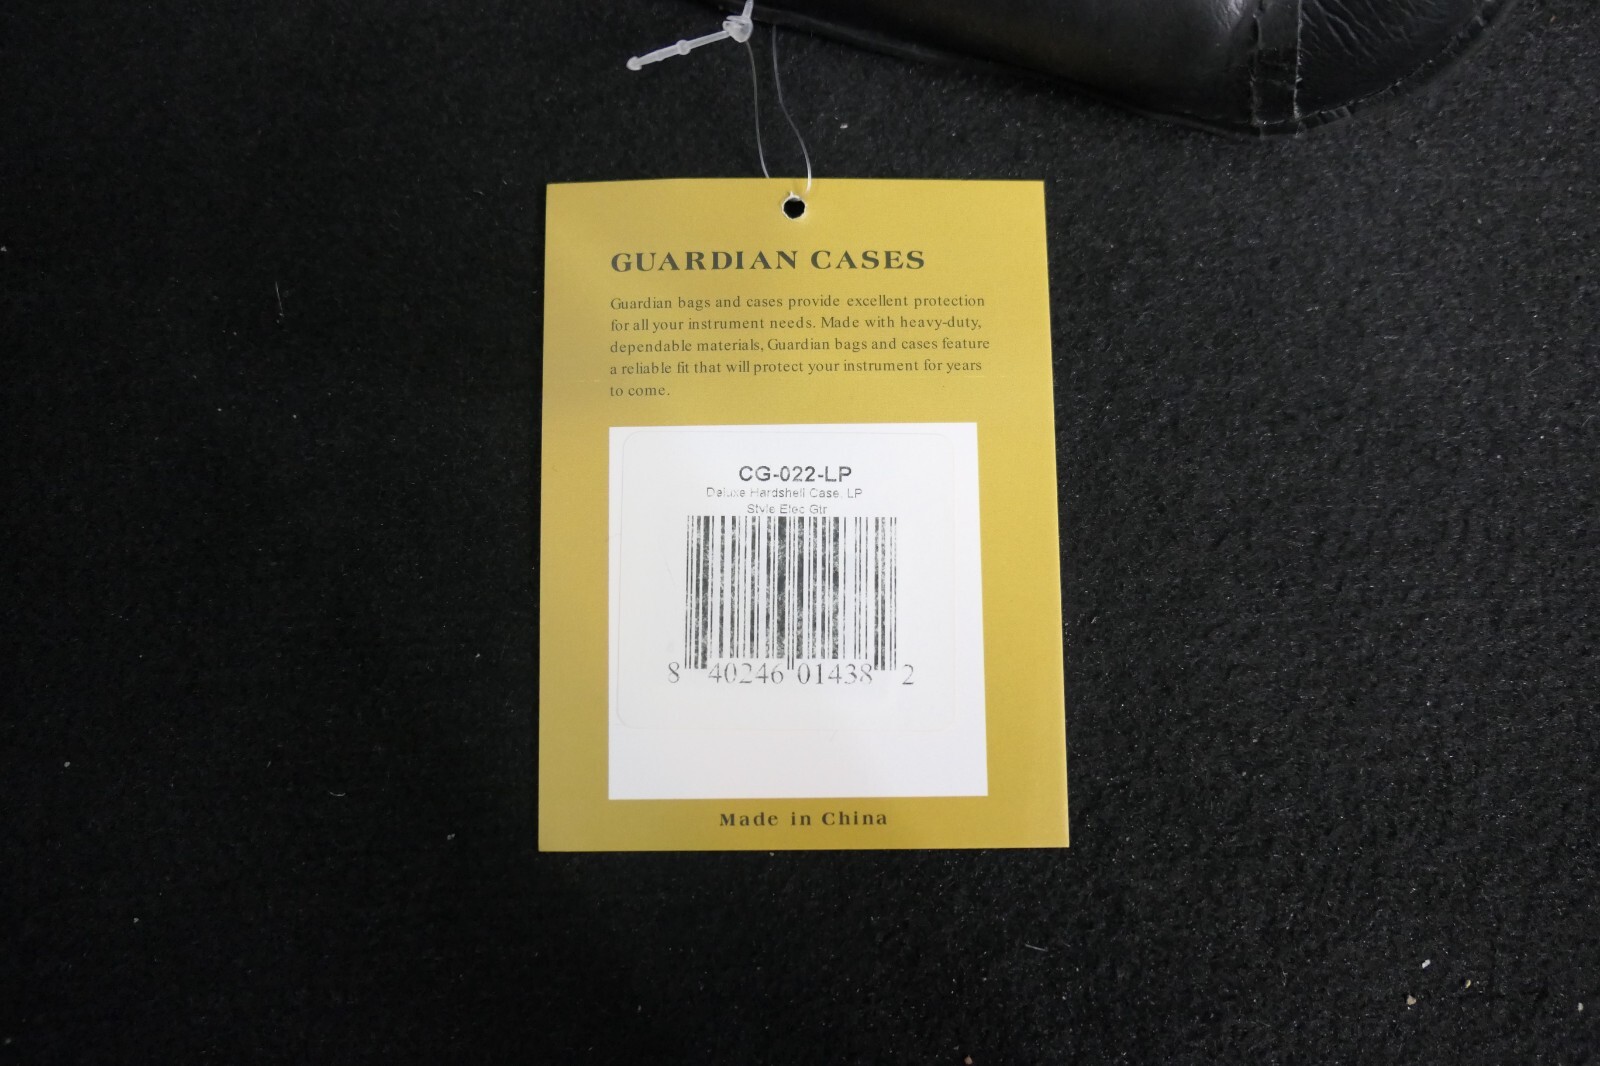 GUARDIAN CASES
Guardian bags and cases provide excellent protection
for all your instrument needs. Made with heavy-duty,
dependable materials, Guardian bags and cases feature
a reliable fit that will protect your instrument for years
to come.
CG-022-LP
Deluxe Hardshell Case, LP
Style Elec Gtr
8 40246 01438 2
Made in China